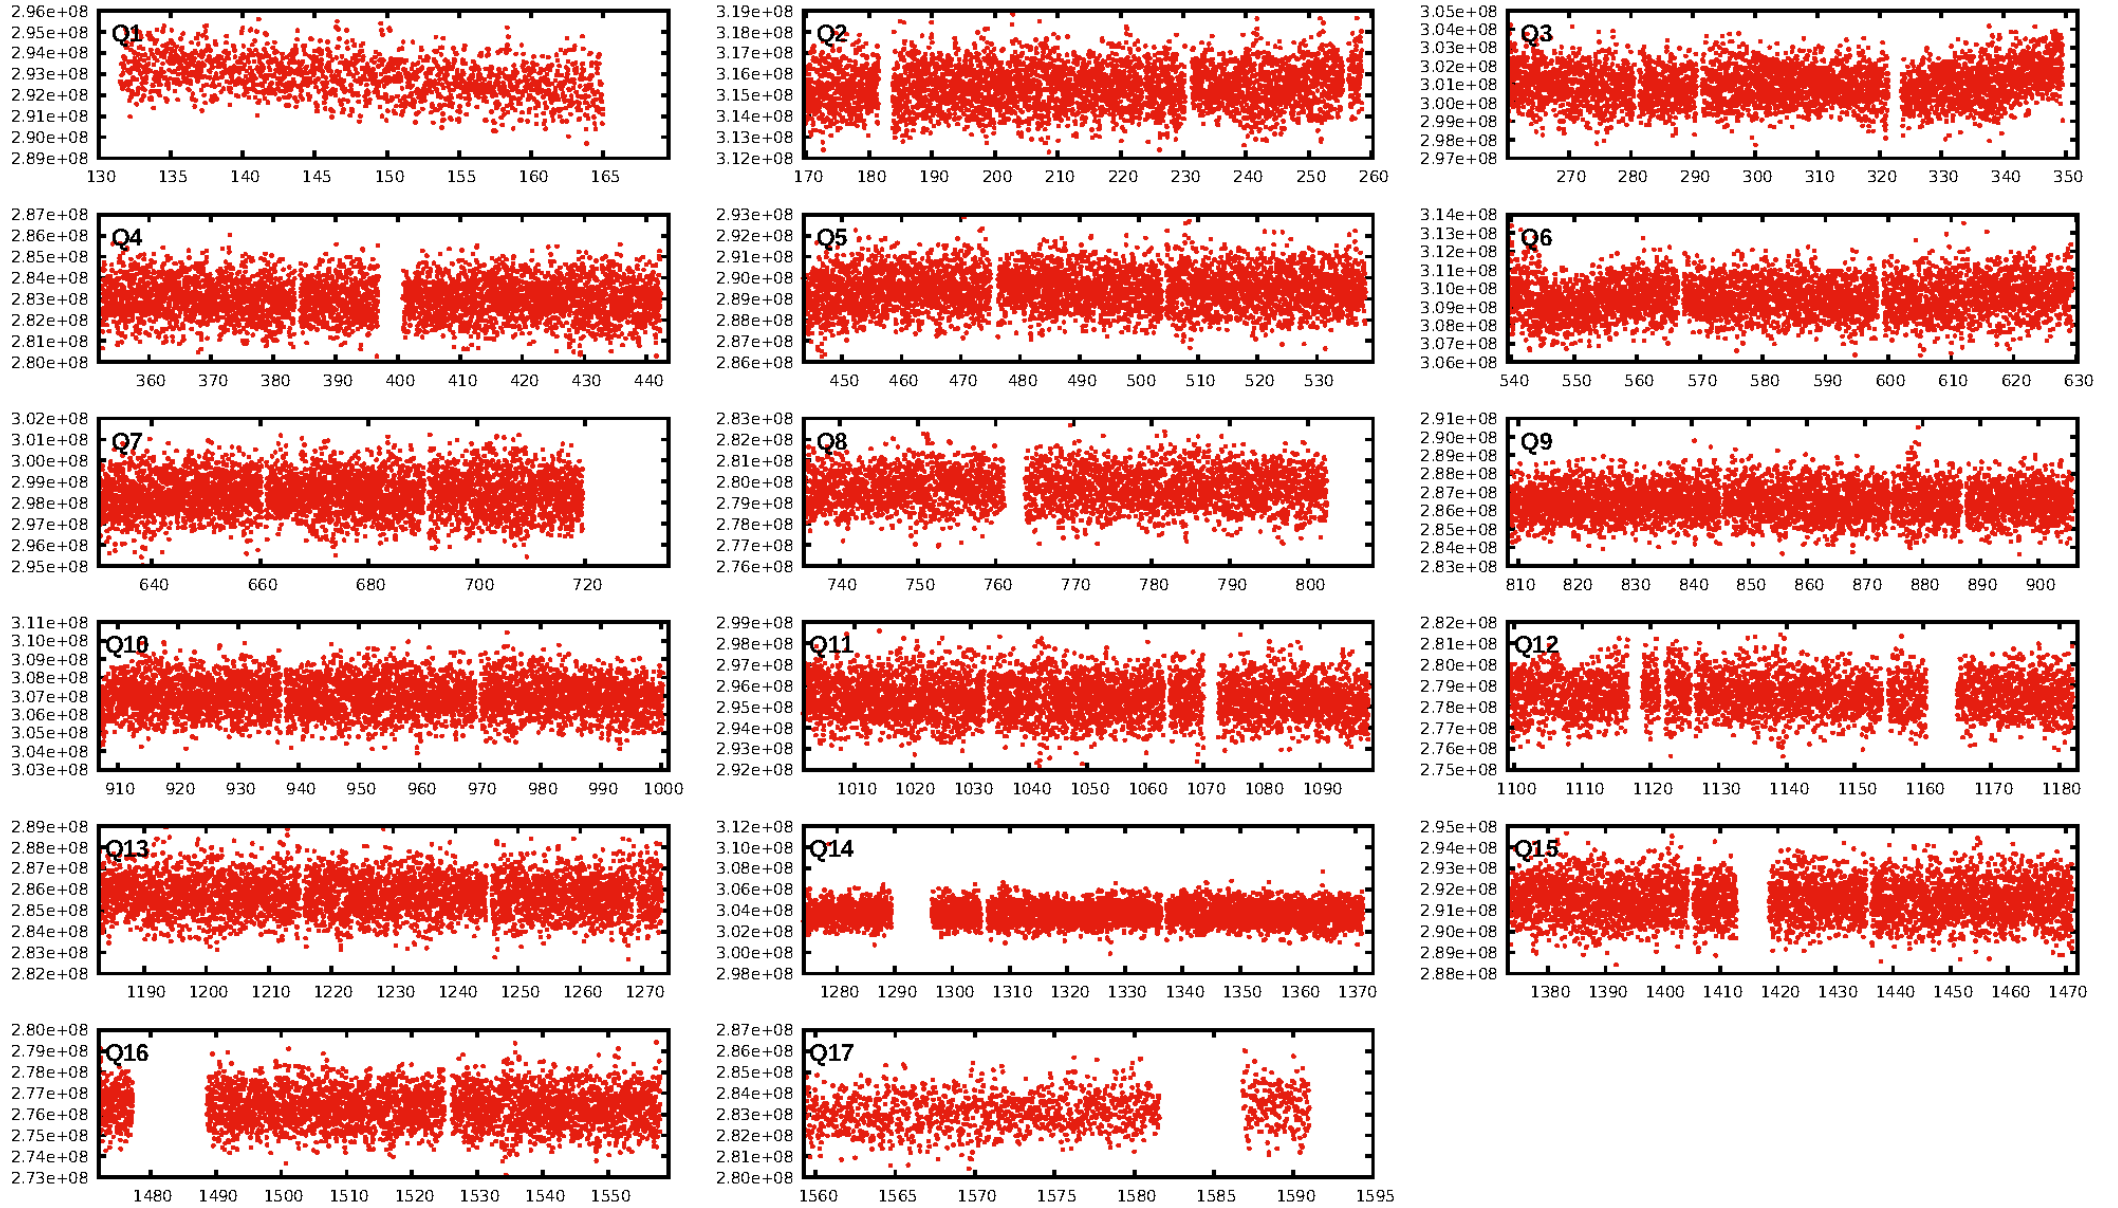 2.96e+08
2.95e+08
2.94e+08
2.93e+08
2.92e+08
2.91e+08
2.90e+08
2.89e+08
Q1
130 135 140 145 150 155 160 165
3.19e+08
3.18e+08
3.17e+08
3.16e+08
3.15e+08
3.14e+08
3.13e+08
3.12e+08
Q2
170 180 190 200 210 220 230 240 250 260
3.05e+08
3.04e+08
3.03e+08
3.02e+08
3.01e+08
3.00e+08
2.99e+08
2.98e+08
2.97e+08
Q3
270 280 290 300 310 320 330 340 350
2.87e+08
2.86e+08
2.85e+08
2.84e+08
2.83e+08
2.82e+08
2.81e+08
2.80e+08
Q4
360 370 380 390 400 410 420 430 440
2.93e+08
2.92e+08
2.91e+08
2.90e+08
2.89e+08
2.88e+08
2.87e+08
2.86e+08
Q5
450 460 470 480 490 500 510 520 530
3.14e+08
3.13e+08
3.12e+08
3.11e+08
3.10e+08
3.09e+08
3.08e+08
3.07e+08
3.06e+08
Q6
540 550 560 570 580 590 600 610 620 630
3.02e+08
3.01e+08
3.00e+08
2.99e+08
2.98e+08
2.97e+08
2.96e+08
2.95e+08
Q7
640 660 680 700 720
2.83e+08
2.82e+08
2.81e+08
2.80e+08
2.79e+08
2.78e+08
2.77e+08
2.76e+08
Q8
740 750 760 770 780 790 800
2.91e+08
2.90e+08
2.89e+08
2.88e+08
2.87e+08
2.86e+08
2.85e+08
2.84e+08
2.83e+08
Q9
810 820 830 840 850 860 870 880 890 900
3.11e+08
3.10e+08
3.09e+08
3.08e+08
3.07e+08
3.06e+08
3.05e+08
3.04e+08
3.03e+08
Q10
910 920 930 940 950 960 970 980 990 1000
2.99e+08
2.98e+08
2.97e+08
2.96e+08
2.95e+08
2.94e+08
2.93e+08
2.92e+08
Q11
1010 1020 1030 1040 1050 1060 1070 1080 1090
2.82e+08
2.81e+08
2.80e+08
2.79e+08
2.78e+08
2.77e+08
2.76e+08
2.75e+08
Q12
1100 1110 1120 1130 1140 1150 1160 1170 1180
2.89e+08
2.88e+08
2.87e+08
2.86e+08
2.85e+08
2.84e+08
2.83e+08
2.82e+08
Q13
1190 1200 1210 1220 1230 1240 1250 1260 1270
3.12e+08
3.10e+08
3.08e+08
3.06e+08
3.04e+08
3.02e+08
3.00e+08
2.98e+08
Q14
1280 1290 1300 1310 1320 1330 1340 1350 1360 1370
2.95e+08
2.94e+08
2.93e+08
2.92e+08
2.91e+08
2.90e+08
2.89e+08
2.88e+08
Q15
1380 1390 1400 1410 1420 1430 1440 1450 1460 1470
2.80e+08
2.79e+08
2.78e+08
2.77e+08
2.76e+08
2.75e+08
2.74e+08
2.73e+08
Q16
1480 1490 1500 1510 1520 1530 1540 1550
2.87e+08
2.86e+08
2.85e+08
2.84e+08
2.83e+08
2.82e+08
2.81e+08
2.80e+08
Q17
1560 1565 1570 1575 1580 1585 1590 1595